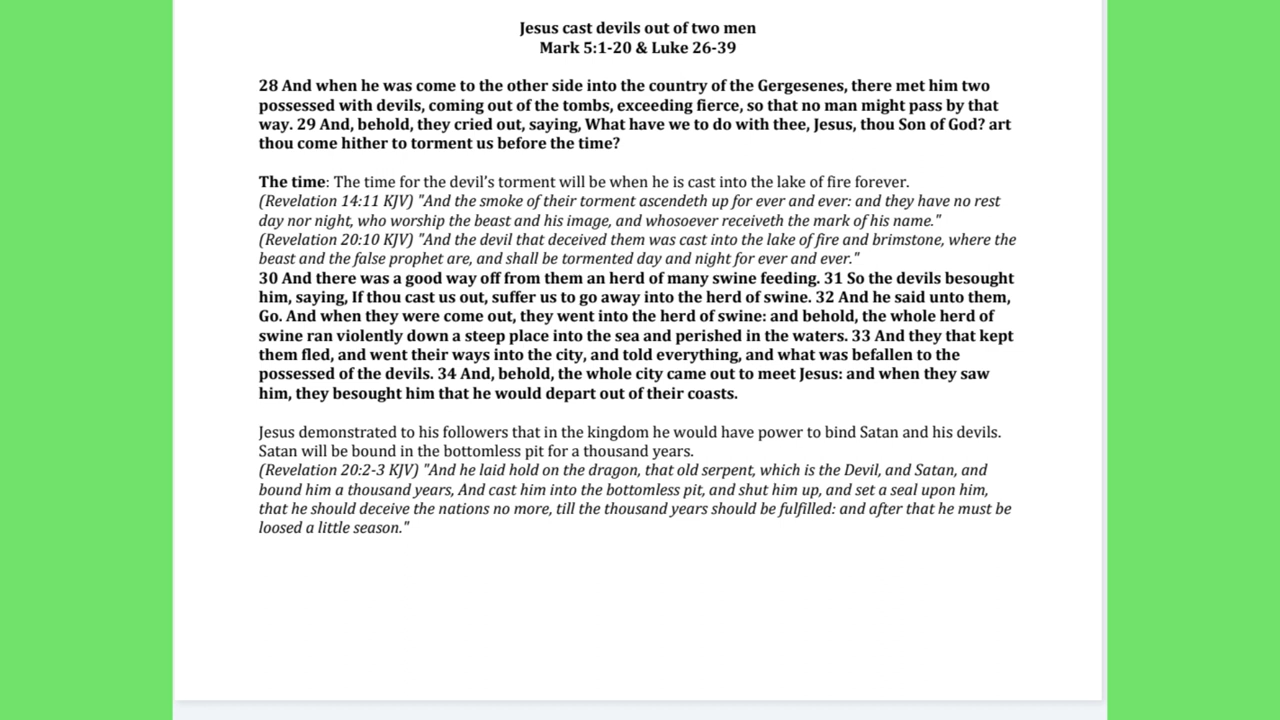 Jesus cast devils out of two men
Mark 5:1-20 & Luke 26-39
28 And when he was come to the other side into the country of the Gergesenes, there met him two
possessed with devils, coming out of the tombs, exceeding fierce, so that no man might pass by that
way. 29 And, behold, they cried out, saying, What have we to do with thee, Jesus, thou Son of God? art
thou come hither to torment us before the time?
The time: The time for the devil's torment will be when he is cast into the lake of fire forever.
(Revelation 14:11 KJV) "And the smoke of their torment ascendeth up for ever and ever: and they have no rest
day nor night, who worship the beast and his image, and whosoever receiveth the mark of his name."
(Revelation 20:10 KJV) "And the devil that deceived them was cast into the lake of fire and brimstone, where the
beast and the false prophet are, and shall be tormented day and night for ever and ever."
30 And there was a good way off from them an herd of many swine feeding. 31 So the devils besought
him, saying, If thou cast us out, suffer us to go away into the herd of swine. 32 And he said unto them,
Go. And when they were come out, they went into the herd of swine: and behold, the whole herd of
swine ran violently down a steep place into the sea and perished in the waters. 33 And they that kept
them fled, and went their ways into the city, and told everything, and what was befallen to the
possessed of the devils. 34 And, behold, the whole city came out to meet Jesus: and when they saw
him, they besought him that he would depart out of their coasts.
Jesus demonstrated to his followers that in the kingdom he would have power to bind Satan and his devils.
Satan will be bound in the bottomless pit for a thousand years.
(Revelation 20:2-3 KJV) "And he laid hold on the dragon, that old serpent, which is the Devil, and Satan, and
bound him a thousand years, And cast him into the bottomless pit, and shut him up, and set a seal upon him,
that he should deceive the nations no more, till the thousand years should be fulfilled: and after that he must be
loosed a little season."